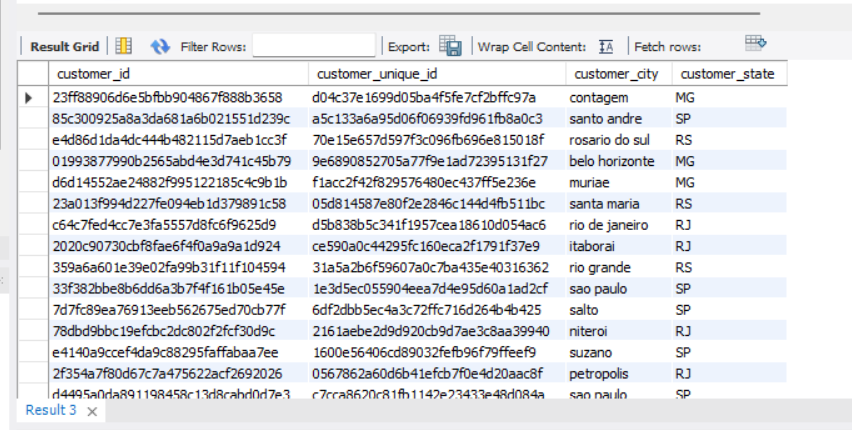 Result Grid Filter Rows: Export: Wrap Cell Content: IA Fetch rows:
customer_id customer_unique_id customer_city customer_state
23ff88906d6e5bfbb904867f888b3658 d04c37e1699d05ba4f5fe7cf2bffc97a contagem MG
85c300925a8a3da681a6b021551d239c a5c133a6a95d06f06939fd961fb8a0c3 santo andre SP
e4d86d1da4dc444b482115d7aeb1cc3f 70e15e657d597f3c096fb696e815018f rosario do sul RS
01993877990b2565abd4e3d741c45b79 9e6890852705a77f9e1ad72395131f27 belo horizonte MG
d6d14552ae24882f995122185c4c9b1b f1acc2f42f829576480ec437ff5e236e muriae MG
23a013f994d227fe094eb1d379891c58 05d814587e80f2e2846c144d4fb511bc santa maria RS
c64c7fed4cc7e3fa5557d8fc6f9625d9 d5b838b5c341f1957cea18610d054ac6 rio de janeiro RJ
2020c90730cbf8fae6f4f0a9a9a1d924 ce590a0c44295fc160eca2f1791f37e9 itaborai RJ
359a6a601e39e02fa99b31f11f104594 31a5a2b6f59607a0c7ba435e40316362 rio grande RS
33f382bbe8b6dd6a3b7f4f161b05e45e 1e3d5ec055904eea7d4e95d60a1ad2cf sao paulo SP
7d7fc89ea76913eeb562675ed70cb77f 6df2dbb5ec4a3c72ffc716d264b4b425 salto SP
78dbd9bbc19efcbc2dc802f2fcf30d9c 2161aebe2d9d920cb9d7ae3c8aa39940 niteroi RJ
e4140a9ccef4da9c88295faffabaa7ee 1600e56406cd89032fefb96f79ffeef9 suzano SP
2f354a7f80d67c7a475622acf2692026 0567862a60d6b41efcb7f0e4d20aac8f petropolis RJ
d4495a0da891198458c13d8cabd0d7e3 c7cca8620c81fb1142e23433e48d084a sao paulo SP
Result 3